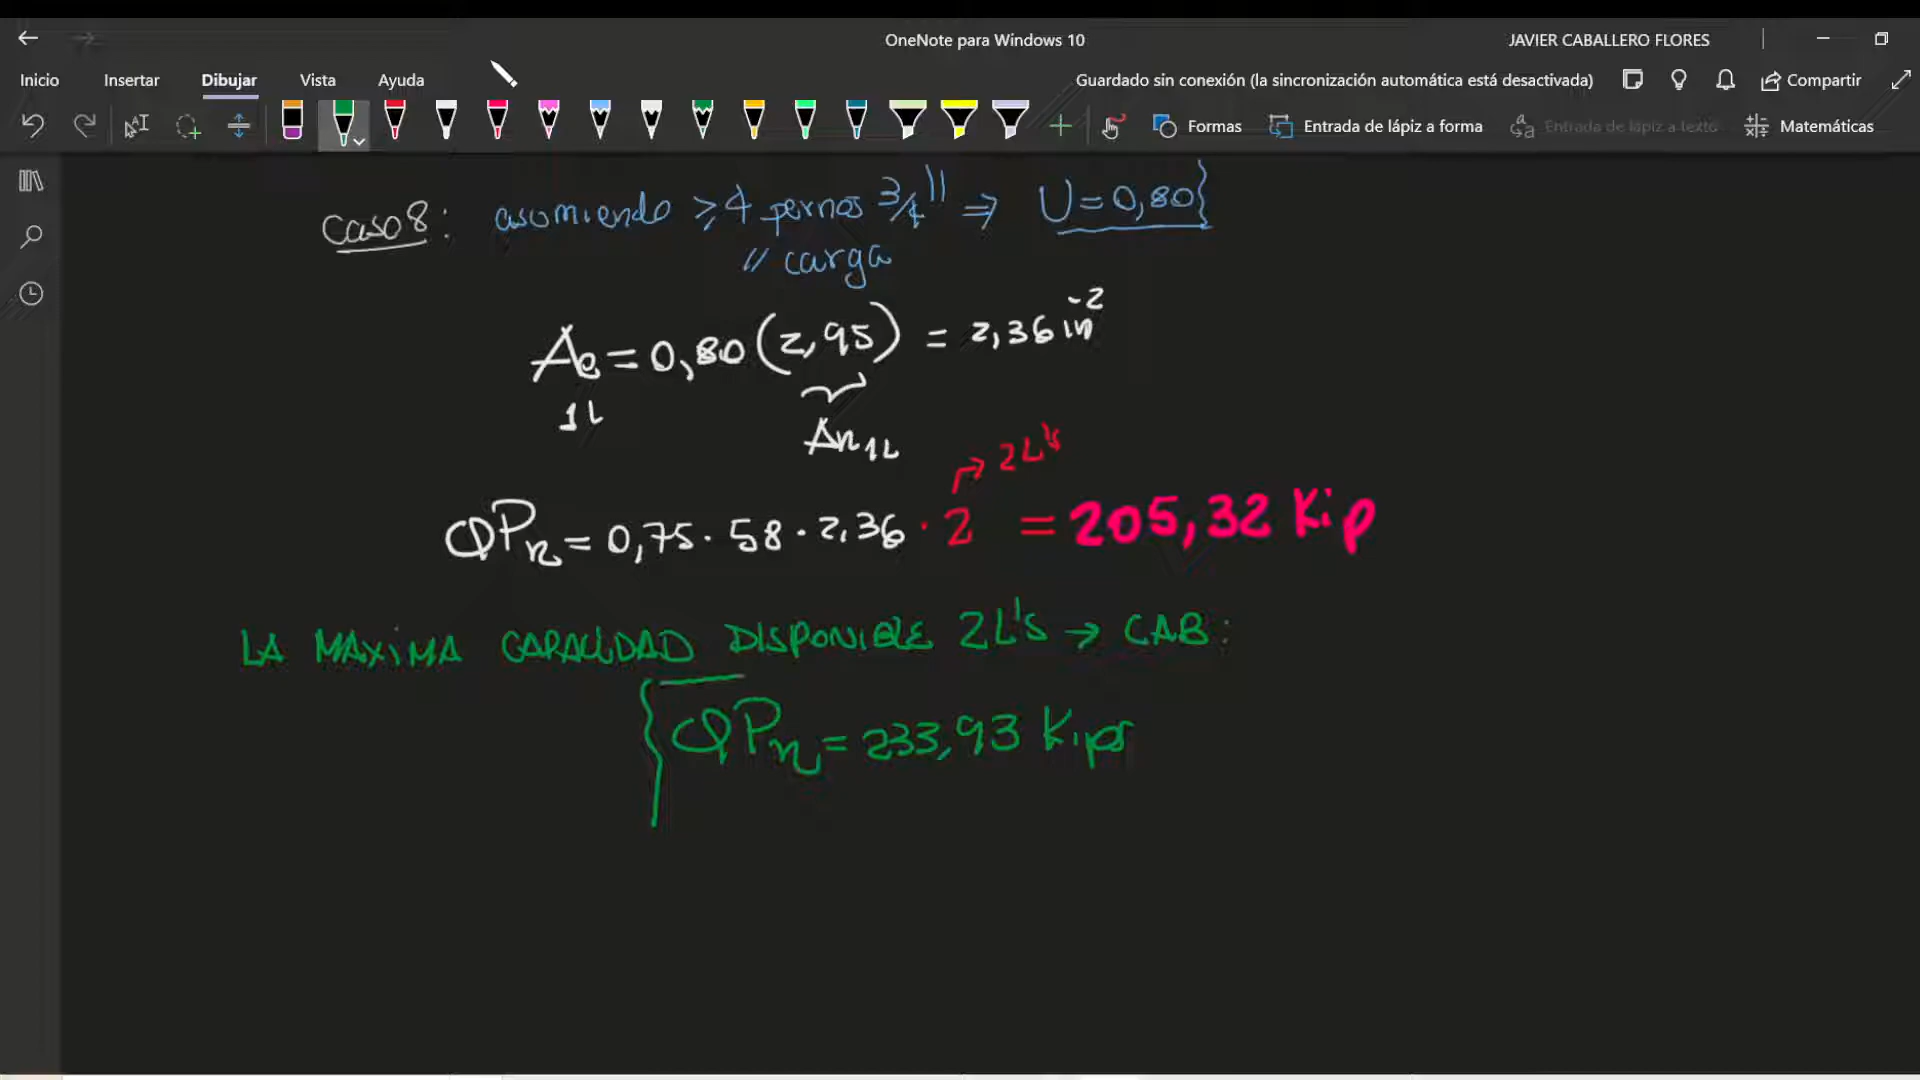 OneNote para Windows 10
JAVIER CABALLERO FLORES
Inicio Insertar Dibujar Vista Ayuda
Guardado sin conexión (la sincronización automática está desactivada)
Compartir
Formas Entrada de lápiz a forma Entrada de lápiz a texto Matemáticas
Caso 8: asumiendo ≥ 4 pernos 3/4" ⇒ U=0,80}
// carga
Ae = 0,80 (2,95) = 2,36 in²
1L
An1L
→ 2L's
ØPn = 0,75 · 58 · 2,36 · 2 = 205,32 Kip
LA MAXIMA CAPACIDAD DISPONIBLE 2L's → CAB:
ØPn = 233,93 Kips